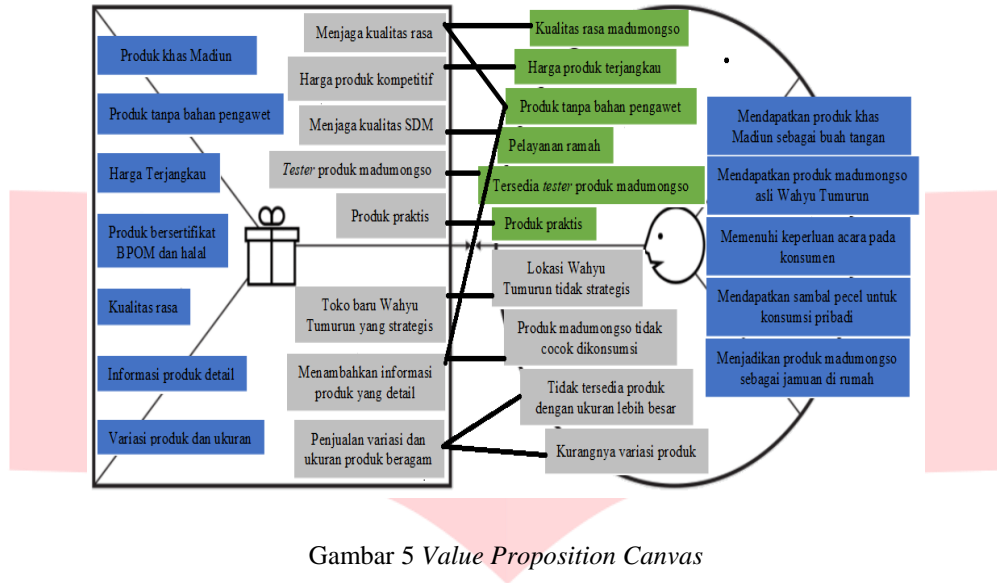 Produk khas Madiun
Produk tanpa bahan pengawet
Harga Terjangkau
Produk bersertifikat
BPOM dan halal
Kualitas rasa
Informasi produk detail
Variasi produk dan ukuran
Menjaga kualitas rasa
Harga produk kompetitif
Menjaga kualitas SDM
Tester produk madumongso
Produk praktis
Toko baru Wahyu
Tumurun yang strategis
Menambahkan informasi
produk yang detail
Penjualan variasi dan
ukuran produk beragam
Kualitas rasa madumongso
Harga produk terjangkau
Produk tanpa bahan pengawet
Pelayanan ramah
Tersedia tester produk madumongso
Produk praktis
Lokasi Wahyu
Tumurun tidak strategis
Produk madumongso tidak
cocok dikonsumsi
Tidak tersedia produk
dengan ukuran lebih besar
Kurangnya variasi produk
Mendapatkan produk khas
Madiun sebagai buah tangan
Mendapatkan produk madumongso
asli Wahyu Tumurun
Memenuhi keperluan acara pada
konsumen
Mendapatkan sambal pecel untuk
konsumsi pribadi
Menjadikan produk madumongso
sebagai jamuan di rumah
Gambar 5 Value Proposition Canvas